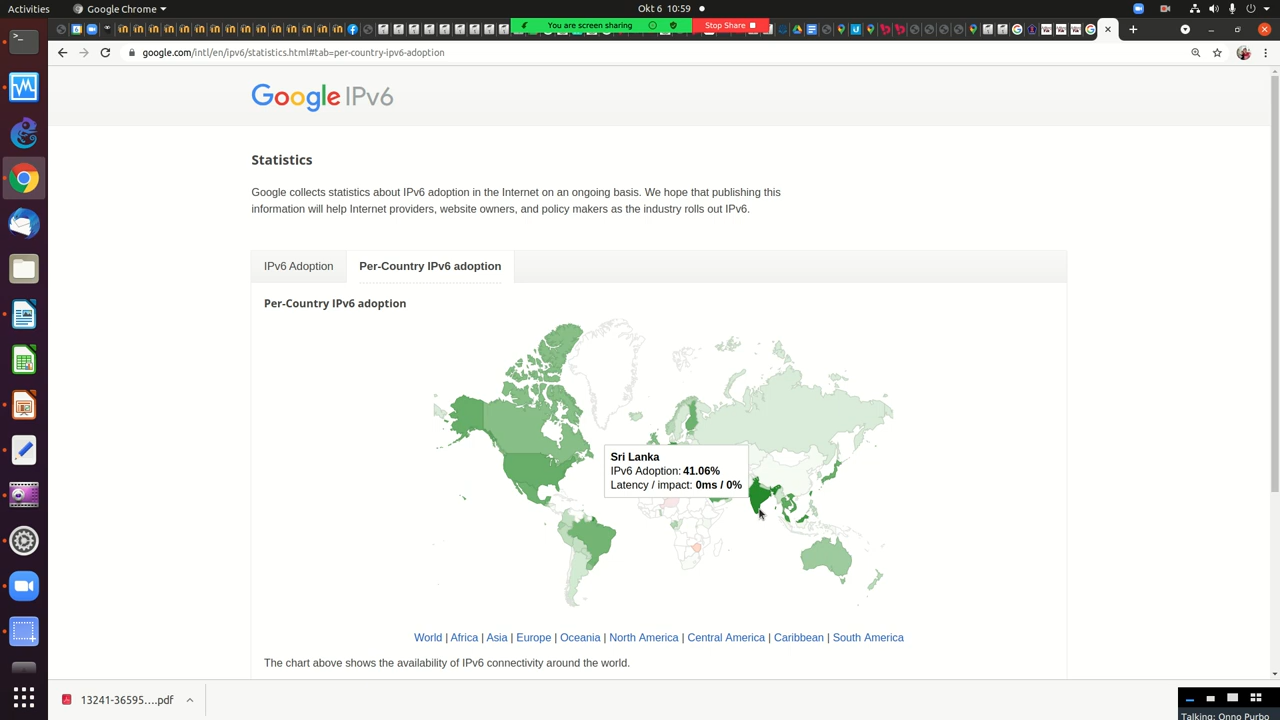 Activities
Google Chrome
Okt 6 10:59
You are screen sharing
Stop Share
google.com/intl/en/ipv6/statistics.html#tab=per-country-ipv6-adoption
Google IPv6
Statistics
Google collects statistics about IPv6 adoption in the Internet on an ongoing basis. We hope that publishing this
information will help Internet providers, website owners, and policy makers as the industry rolls out IPv6.
IPv6 Adoption
Per-Country IPv6 adoption
Per-Country IPv6 adoption
Sri Lanka
IPv6 Adoption: 41.06%
Latency / impact: 0ms / 0%
World | Africa | Asia | Europe | Oceania | North America | Central America | Caribbean | South America
The chart above shows the availability of IPv6 connectivity around the world.
13241-36595....pdf
Talking: Onno Purbo